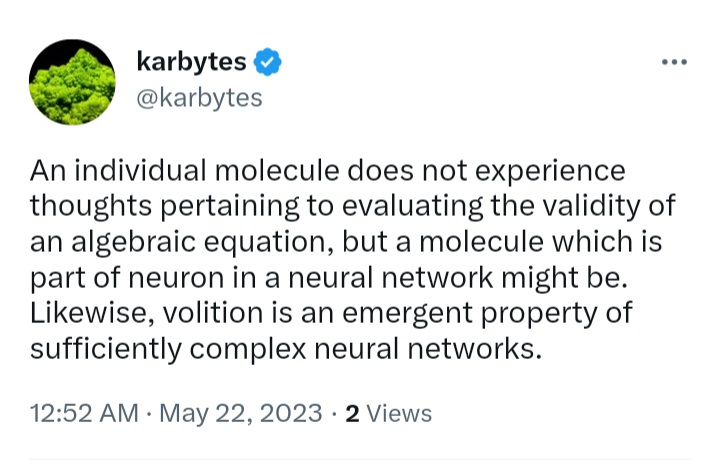 karbytes
@karbytes
An individual molecule does not experience
thoughts pertaining to evaluating the validity of
an algebraic equation, but a molecule which is
part of neuron in a neural network might be.
Likewise, volition is an emergent property of
sufficiently complex neural networks.
12:52 AM · May 22, 2023 · 2 Views